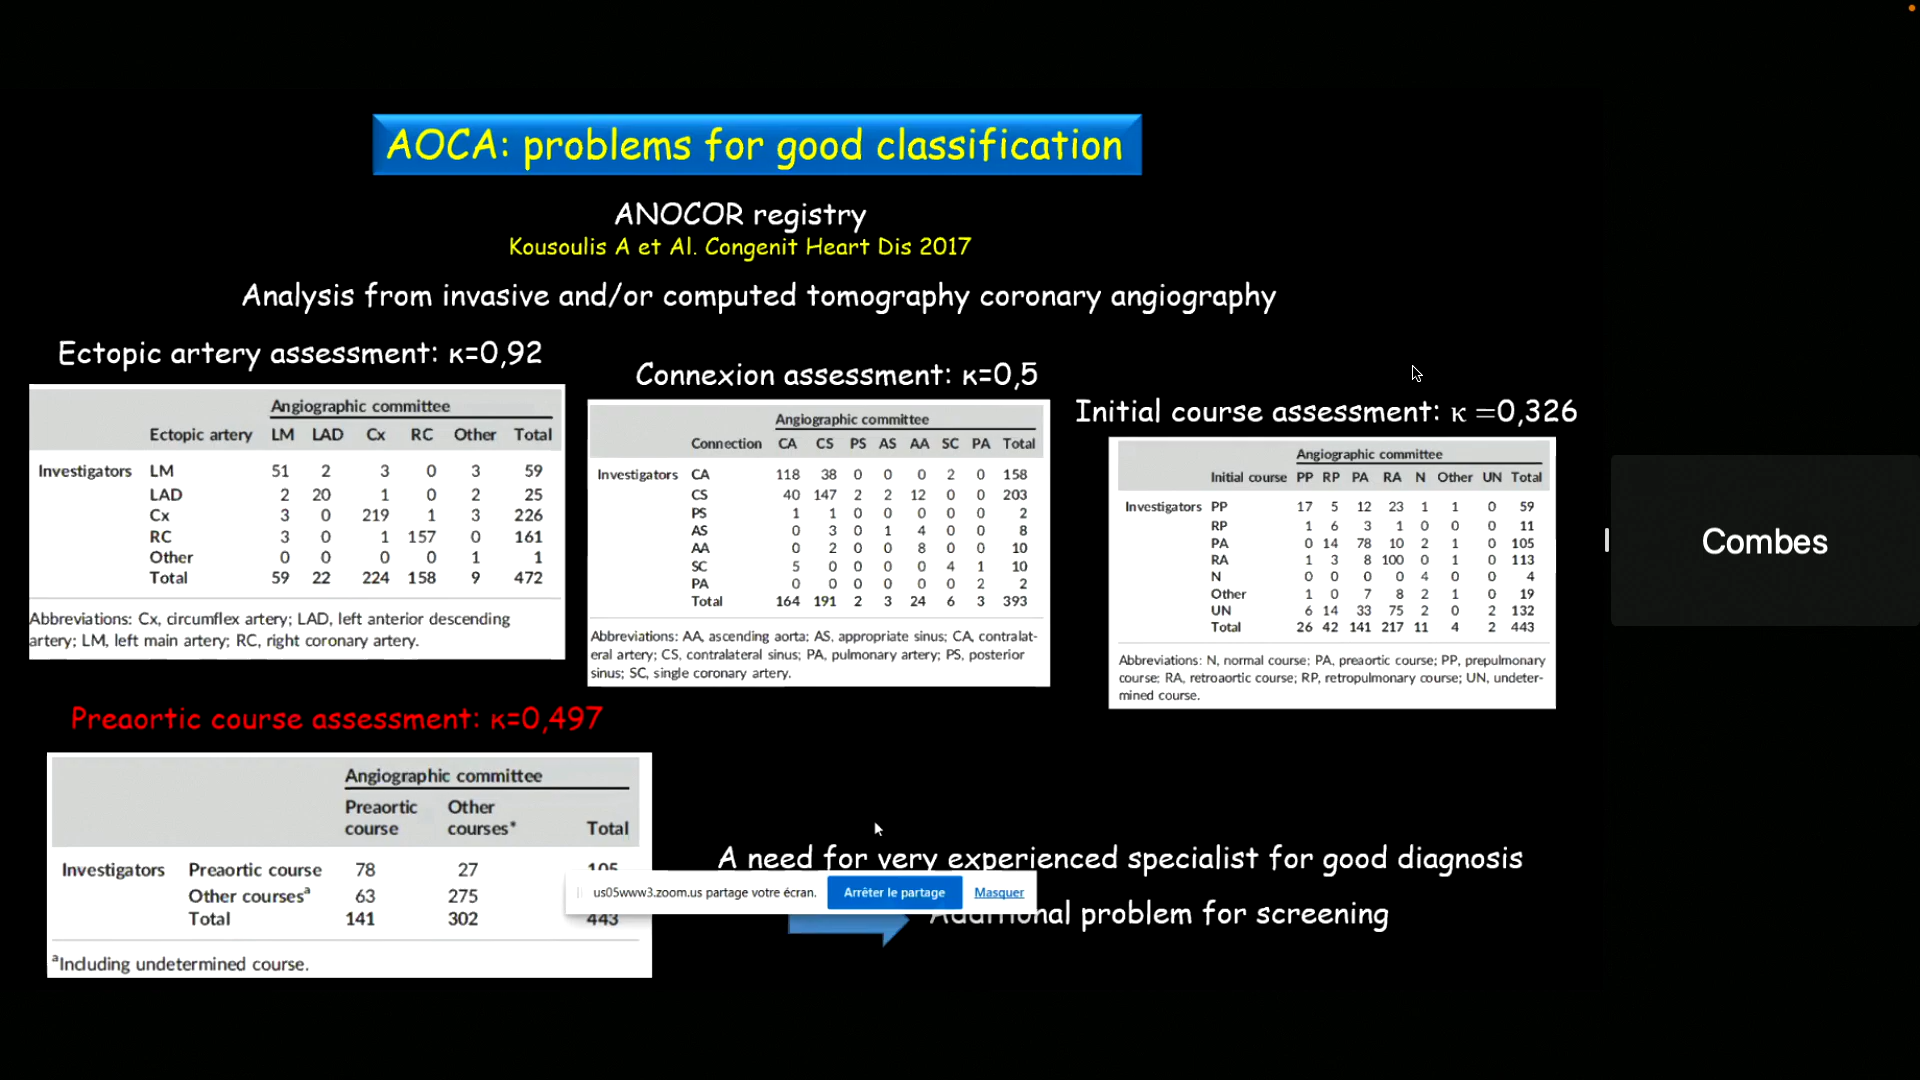 AOCA: problems for good classification
ANOCOR registry
Kousoulis A et Al. Congenit Heart Dis 2017
Analysis from invasive and/or computed tomography coronary angiography
Ectopic artery assessment: κ=0,92
Angiographic committee
Ectopic artery LM LAD Cx RC Other Total
Investigators LM 51 2 3 0 3 59
LAD 2 20 1 0 2 25
Cx 3 0 219 1 3 226
RC 3 0 1 157 0 161
Other 0 0 0 0 1 1
Total 59 22 224 158 9 472
Abbreviations: Cx, circumflex artery; LAD, left anterior descending
artery; LM, left main artery; RC, right coronary artery.
Connexion assessment: κ=0,5
Angiographic committee
Connection CA CS PS AS AA SC PA Total
Investigators CA 118 38 0 0 0 2 0 158
CS 40 147 2 2 12 0 0 203
PS 1 1 0 0 0 0 0 2
AS 0 3 0 1 4 0 0 8
AA 0 2 0 0 8 0 0 10
SC 5 0 0 0 0 4 1 10
PA 0 0 0 0 0 0 2 2
Total 164 191 2 3 24 6 3 393
Abbreviations: AA, ascending aorta; AS, appropriate sinus; CA, contralat-
eral artery; CS, contralateral sinus; PA, pulmonary artery; PS, posterior
sinus; SC, single coronary artery.
Initial course assessment: κ =0,326
Angiographic committee
Initial course PP RP PA RA N Other UN Total
Investigators PP 17 5 12 23 1 1 0 59
RP 1 6 3 1 0 0 0 11
PA 0 14 78 10 2 1 0 105
RA 1 3 8 100 0 1 0 113
N 0 0 0 0 4 0 0 4
Other 1 0 7 8 2 1 0 19
UN 6 14 33 75 2 0 2 132
Total 26 42 141 217 11 4 2 443
Abbreviations: N, normal course; PA, preaortic course; PP, prepulmonary
course; RA, retroaortic course; RP, retropulmonary course; UN, undeter-
mined course.
Combes
Preaortic course assessment: κ=0,497
Angiographic committee
Preaortic course Other courses* Total
Investigators Preaortic course 78 27 105
Other coursesª 63 275
Total 141 302 443
ªIncluding undetermined course.
A need for very experienced specialist for good diagnosis
us05www3.zoom.us partage votre écran. Arrêter le partage Masquer
Additional problem for screening